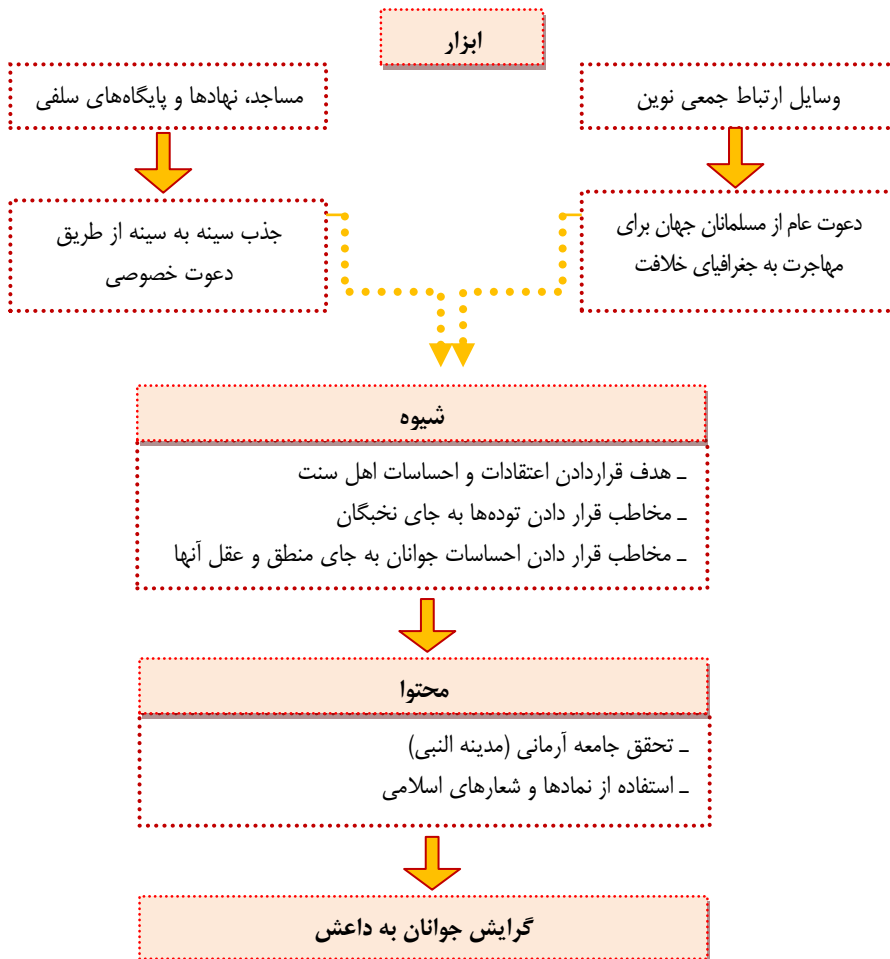 ابزار
وسایل ارتباط جمعی نوین
مساجد، نهادها و پایگاه‌های سلفی
دعوت عام از مسلمانان جهان برای
مهاجرت به جغرافیای خلافت
جذب سینه به سینه از طریق
دعوت خصوصی
شیوه
ـ هدف قراردادن اعتقادات و احساسات اهل سنت
ـ مخاطب قرار دادن توده‌ها به جای نخبگان
ـ مخاطب قرار دادن احساسات جوانان به جای منطق و عقل آنها
محتوا
ـ تحقق جامعه آرمانی (مدینه النبی)
ـ استفاده از نمادها و شعارهای اسلامی
گرایش جوانان به داعش